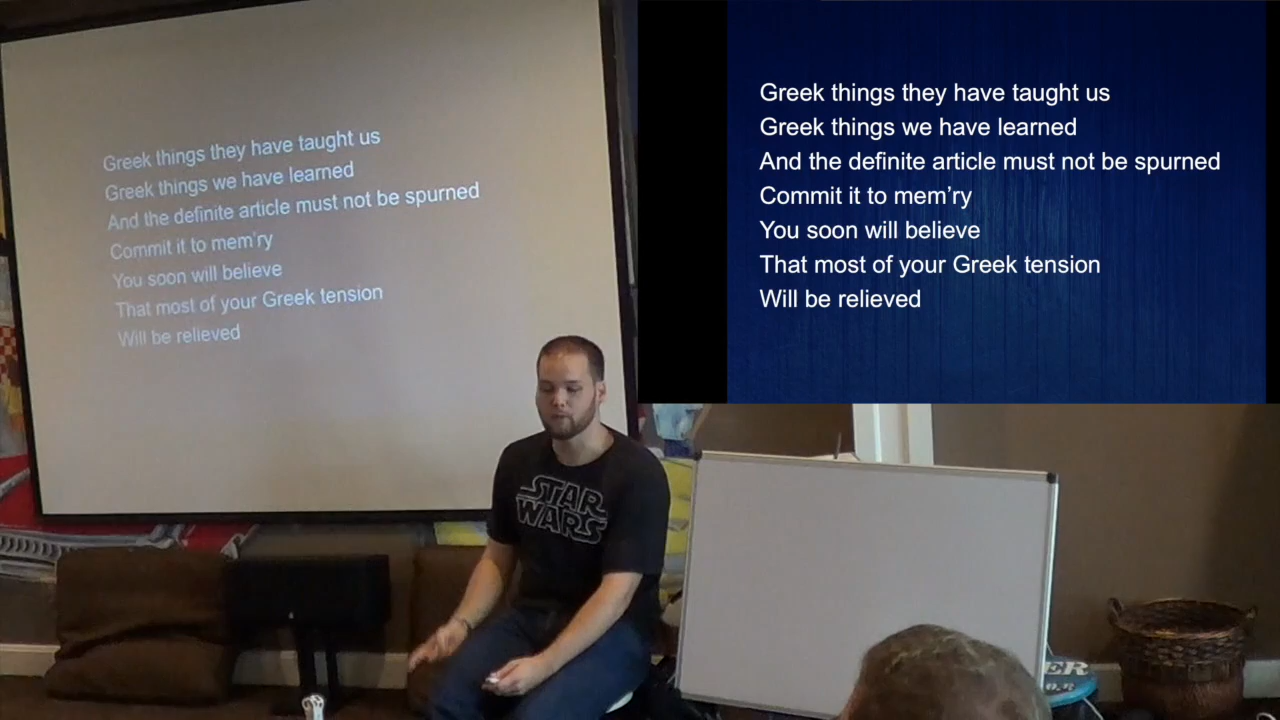 Greek things they have taught us
Greek things we have learned
And the definite article must not be spurned
Commit it to mem'ry
You soon will believe
That most of your Greek tension
Will be relieved
Greek things they have taught us
Greek things we have learned
And the definite article must not be spurned
Commit it to mem’ry
You soon will believe
That most of your Greek tension
Will be relieved
STAR
WARS